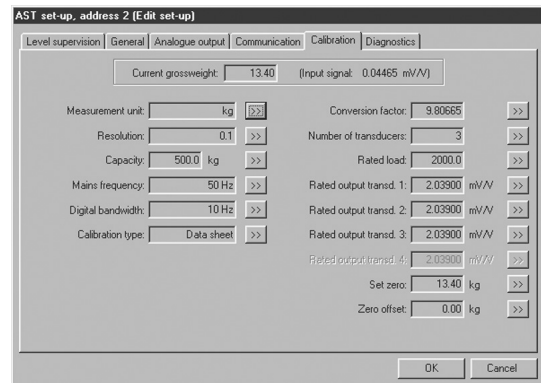 AST set-up, address 2 (Edit set-up)
Level supervision General Analogue output Communication Calibration Diagnostics
Current grossweight: 13.40 (Input signal: 0.04465 mV/V)
Measurement unit: kg >> Conversion factor: 9.80665 >>
Resolution: 0.1 >> Number of transducers: 3 >>
Capacity: 500.0 kg >> Rated load: 2000.0 >>
Mains frequency: 50 Hz >> Rated output transd. 1: 2.03900 mV/V >>
Digital bandwidth: 10 Hz >> Rated output transd. 2: 2.03900 mV/V >>
Calibration type: Data sheet >> Rated output transd. 3: 2.03900 mV/V >>
Rated output transd. 4: 2.03900 mV/V >>
Set zero: 13.40 kg >>
Zero offset: 0.00 kg >>
OK Cancel